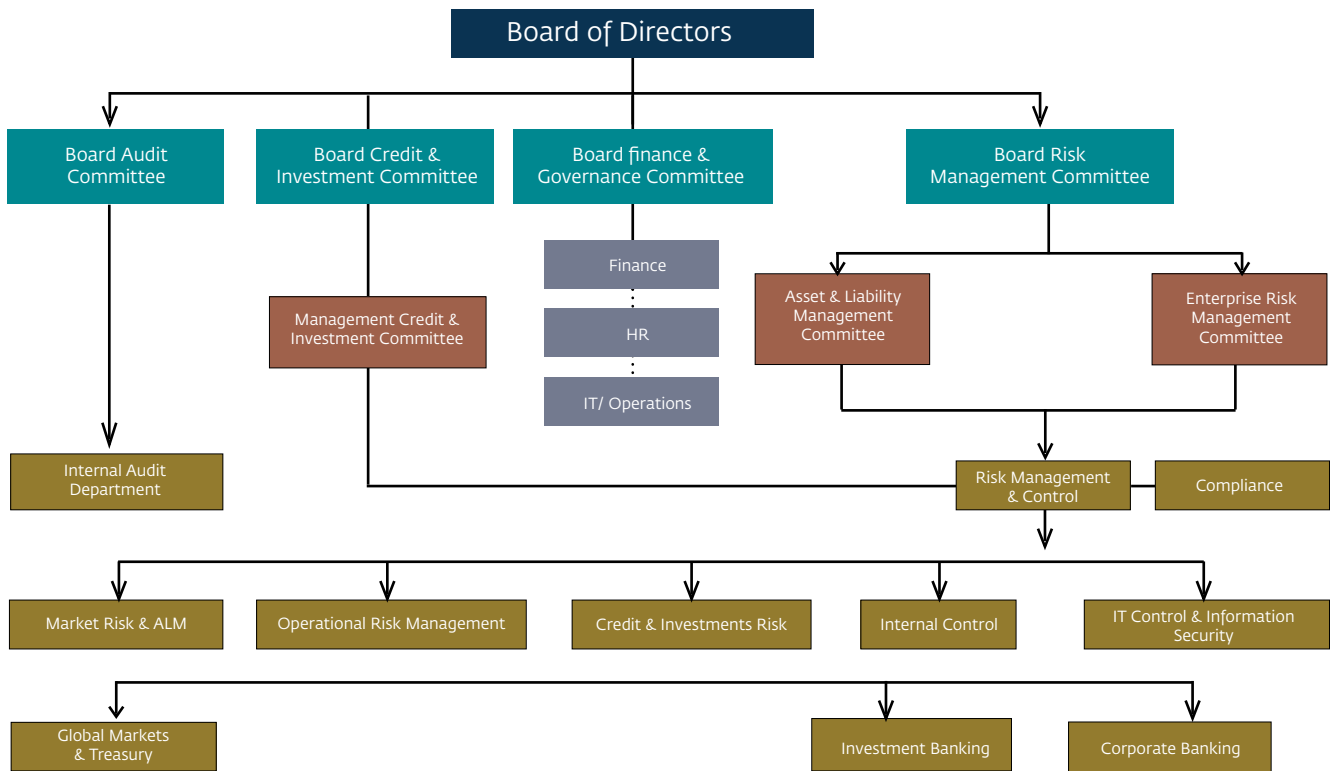 Board of Directors
Board Audit
Committee
Board Credit &
Investment Committee
Board finance &
Governance Committee
Board Risk
Management Committee
Finance
HR
IT/ Operations
Management Credit &
Investment Committee
Asset & Liability
Management
Committee
Enterprise Risk
Management
Committee
Internal Audit
Department
Risk Management
& Control
Compliance
Market Risk & ALM
Operational Risk Management
Credit & Investments Risk
Internal Control
IT Control & Information
Security
Global Markets
& Treasury
Investment Banking
Corporate Banking